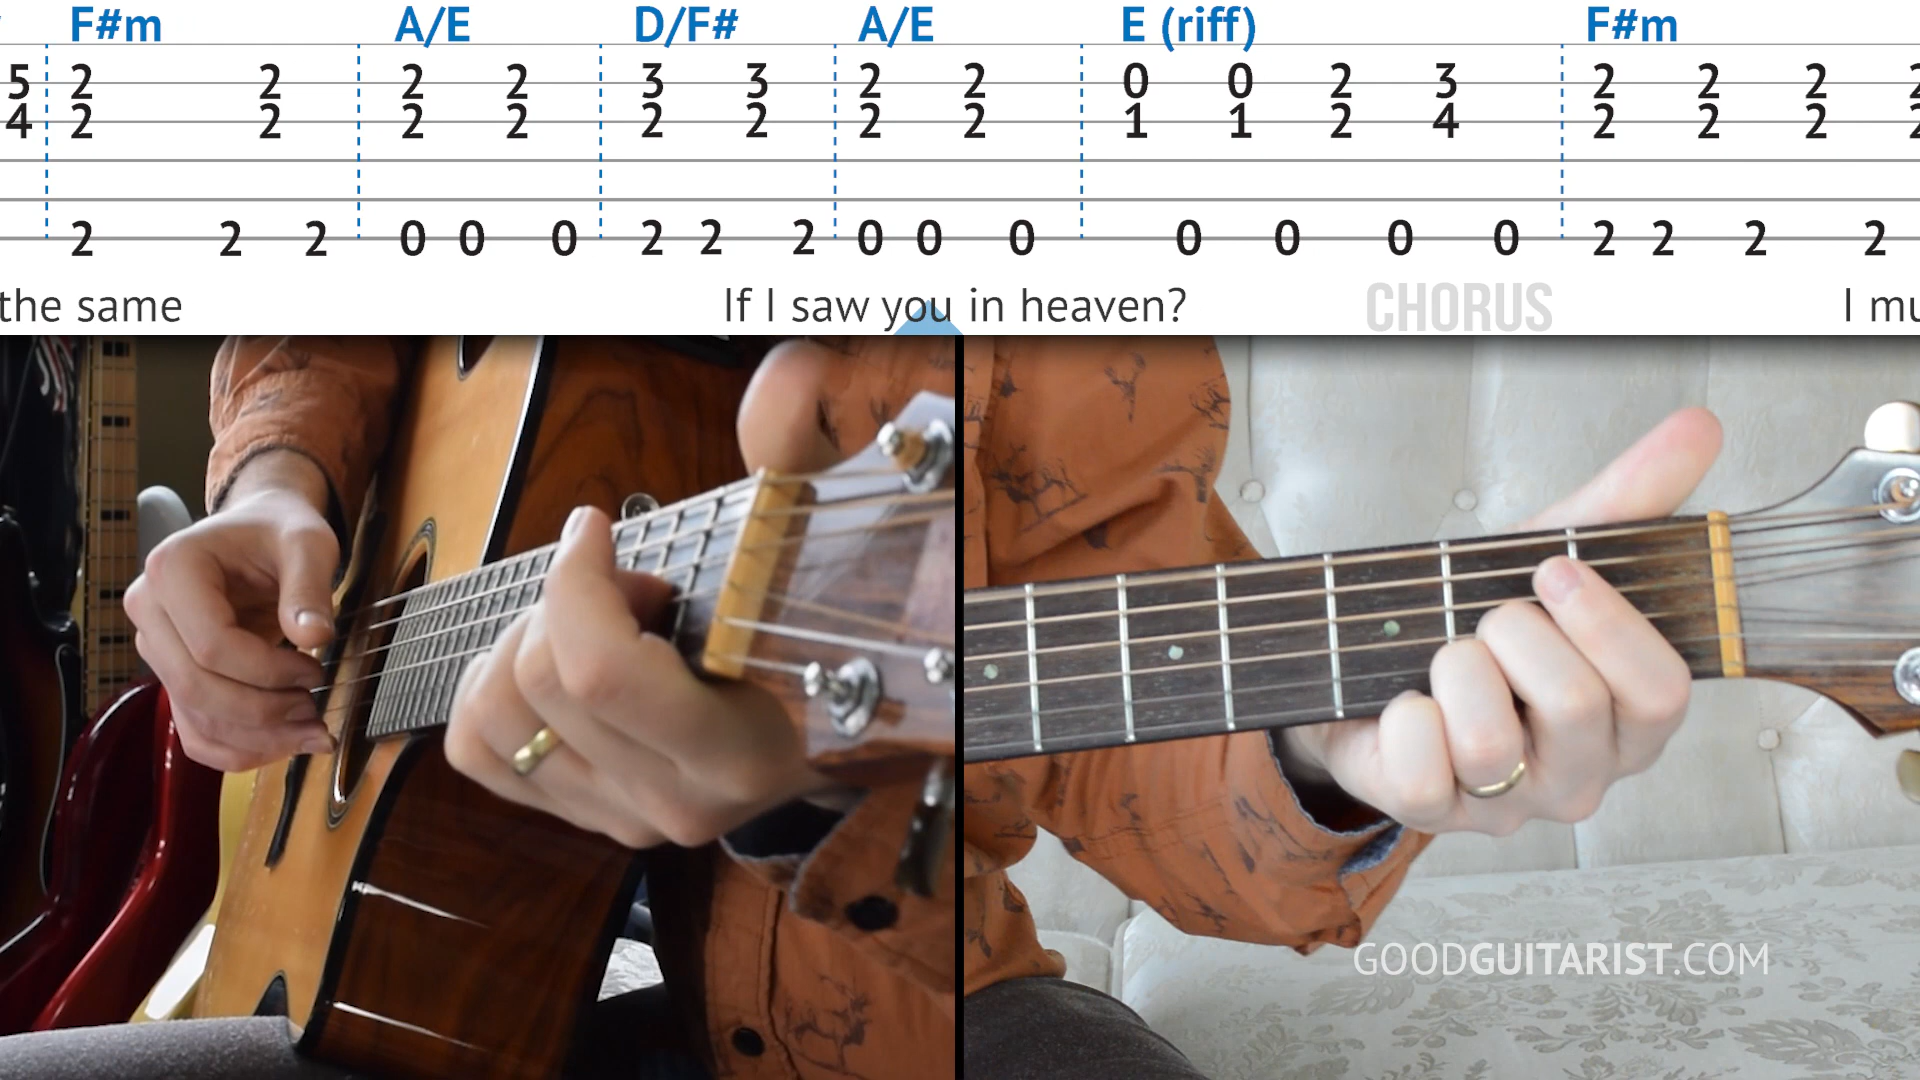 F#m A/E D/F# A/E E (riff) F#m
5 2 2 2 2 3 3 2 2 0 0 2 3 2 2 2 2
4 2 2 2 2 2 2 2 2 1 1 2 4 2 2 2 2
2 2 2 0 0 0 2 2 2 0 0 0 0 0 0 0 2 2 2 2
the same If I saw you in heaven? CHORUS I mu
GOODGUITARIST.COM